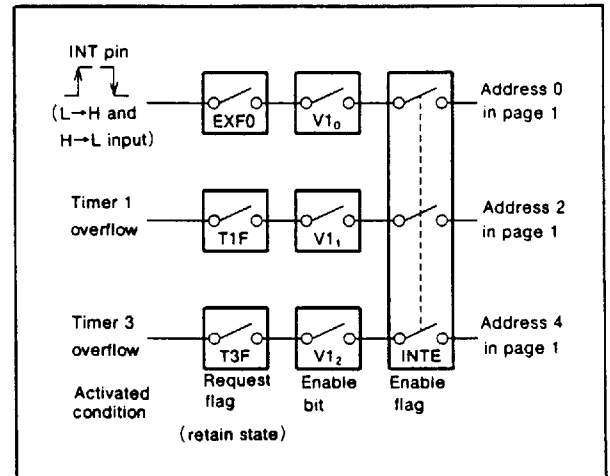 INT pin
(L→H and
H→L input)
EXF0
V1₀
Address 0
in page 1
Timer 1
overflow
T1F
V1₁
Address 2
in page 1
Timer 3
overflow
T3F
V1₂
INTE
Address 4
in page 1
Activated
condition
Request
flag
(retain state)
Enable
bit
Enable
flag